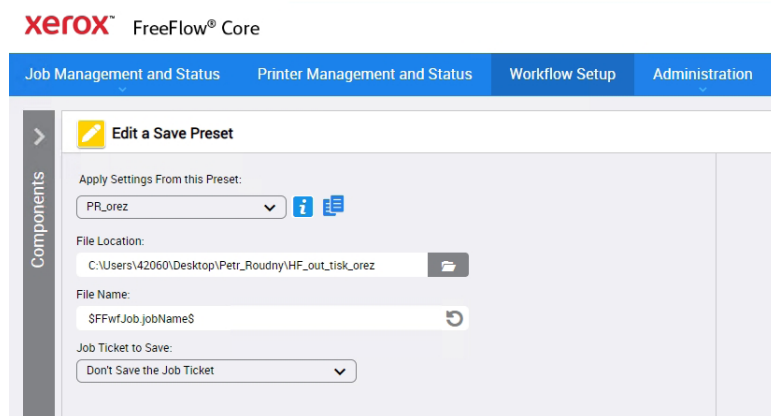 xerox™ FreeFlow® Core
Job Management and Status Printer Management and Status Workflow Setup Administration
Edit a Save Preset
Components
Apply Settings From this Preset:
PR_orez
File Location:
C:\Users\42060\Desktop\Petr_Roudny\HF_out_tisk_orez
File Name:
$FFwfJob.jobName$
Job Ticket to Save:
Don't Save the Job Ticket